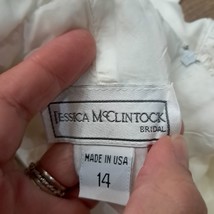 JESSICA McCLINTOCK
BRIDAL
MADE IN USA
14